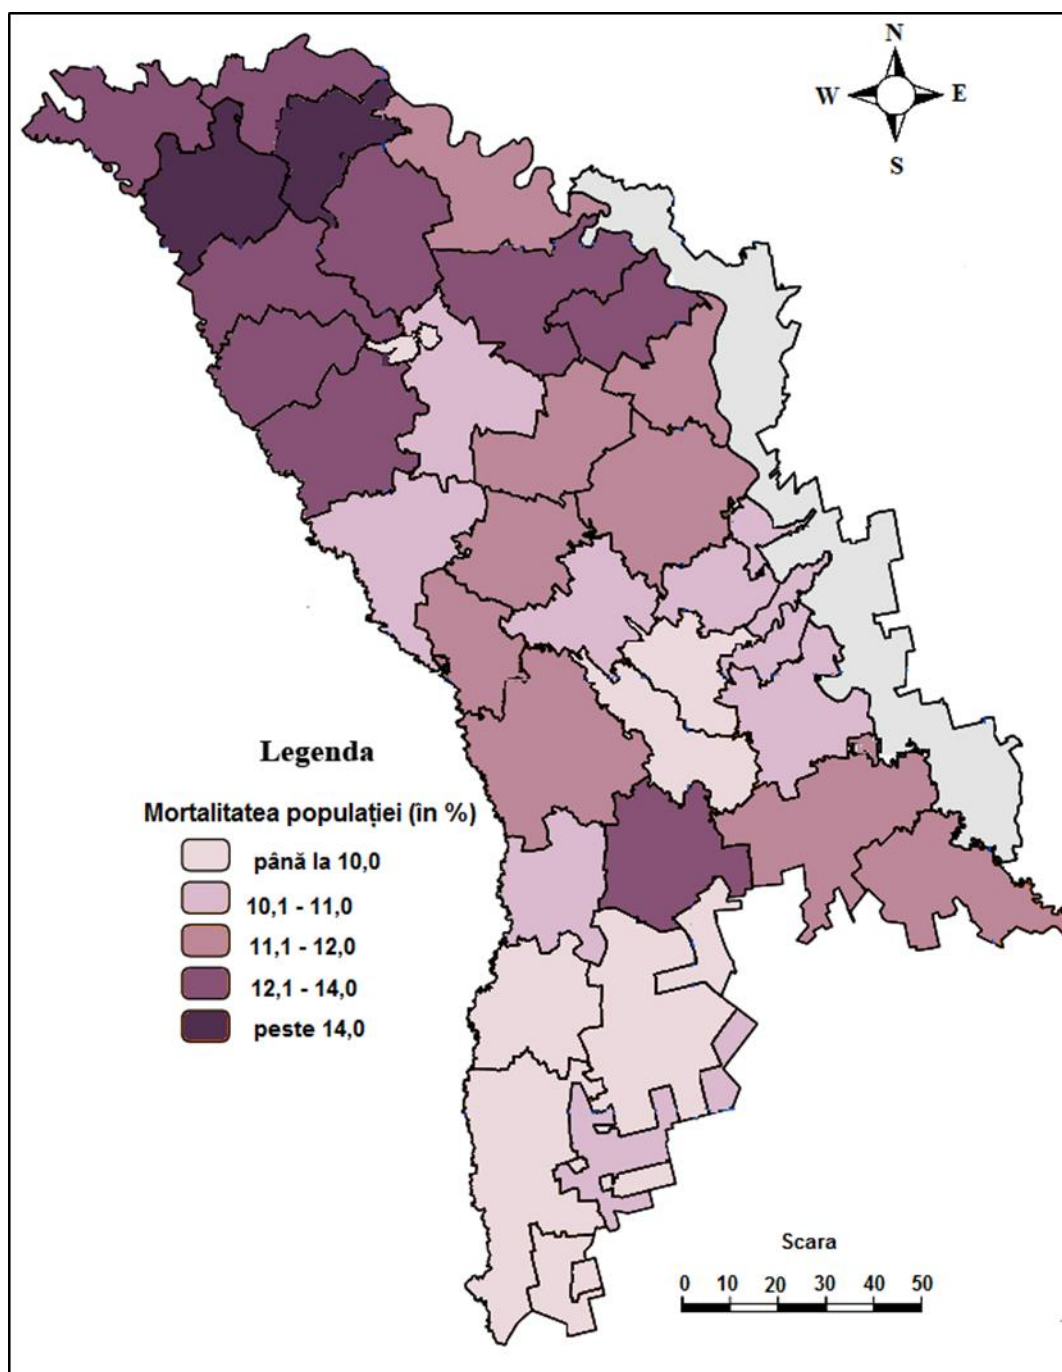 N
W E
S
Legenda
Mortalitatea populației (în %)
până la 10,0
10,1 - 11,0
11,1 - 12,0
12,1 - 14,0
peste 14,0
Scara
0 10 20 30 40 50